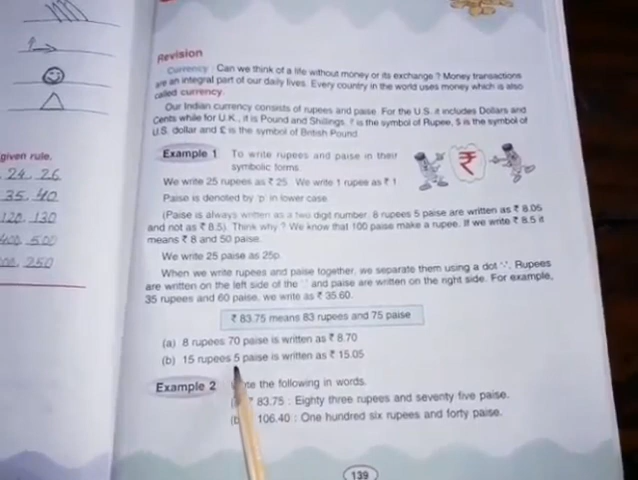 given rule.
24, 26
35, 40
120, 130
500
250
Revision
Currency : Can we think of a life without money or its exchange ? Money transactions
are an integral part of our daily lives. Every country in the world uses money which is also
called currency.
Our Indian currency consists of rupees and paise. For the U.S. it includes Dollars and
Cents while for U.K., it is Pound and Shillings. ₹ is the symbol of Rupee, $ is the symbol of
U.S. dollar and £ is the symbol of British Pound.
Example 1 To write rupees and paise in their
symbolic forms.
₹
We write 25 rupees as ₹ 25. We write 1 rupee as ₹ 1
Paise is denoted by 'p' in lower case.
(Paise is always written as a two digit number. 8 rupees 5 paise are written as ₹ 8.05
and not as ₹ 8.5). Think why ? We know that 100 paise make a rupee. If we write ₹ 8.5 it
means ₹ 8 and 50 paise.
We write 25 paise as 25p.
When we write rupees and paise together, we separate them using a dot '.'. Rupees
are written on the left side of the '.' and paise are written on the right side. For example,
35 rupees and 60 paise, we write as ₹ 35.60.
₹ 83.75 means 83 rupees and 75 paise
(a) 8 rupees 70 paise is written as ₹ 8.70
(b) 15 rupees 5 paise is written as ₹ 15.05
Example 2 the following in words.
₹ 83.75 : Eighty three rupees and seventy five paise.
(b) 106.40 : One hundred six rupees and forty paise.
139